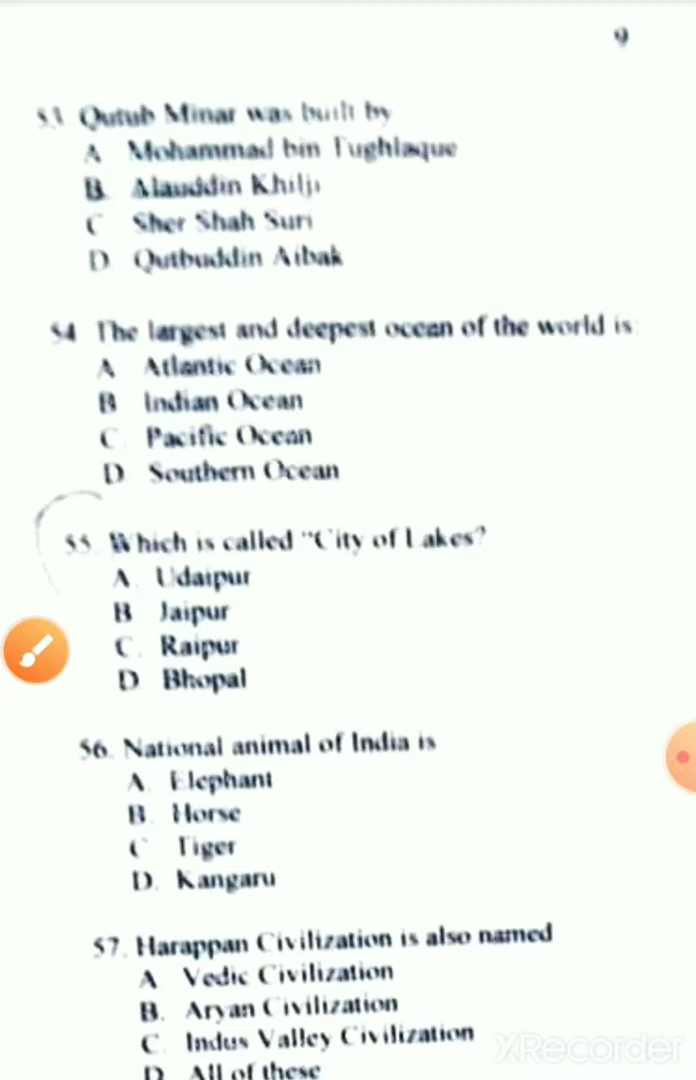 9
53 Qutub Minar was built by
A Mohammad bin Tughlaque
B. Alauddin Khilji
C Sher Shah Suri
D. Qutbuddin Aibak
54 The largest and deepest ocean of the world is:
A Atlantic Ocean
B Indian Ocean
C. Pacific Ocean
D. Southern Ocean
55. Which is called "City of Lakes?
A. Udaipur
B Jaipur
C. Raipur
D Bhopal
56. National animal of India is
A. Elephant
B. Horse
C Tiger
D. Kangaru
57. Harappan Civilization is also named
A Vedic Civilization
B. Aryan Civilization
C. Indus Valley Civilization
D. All of these
XRecorder